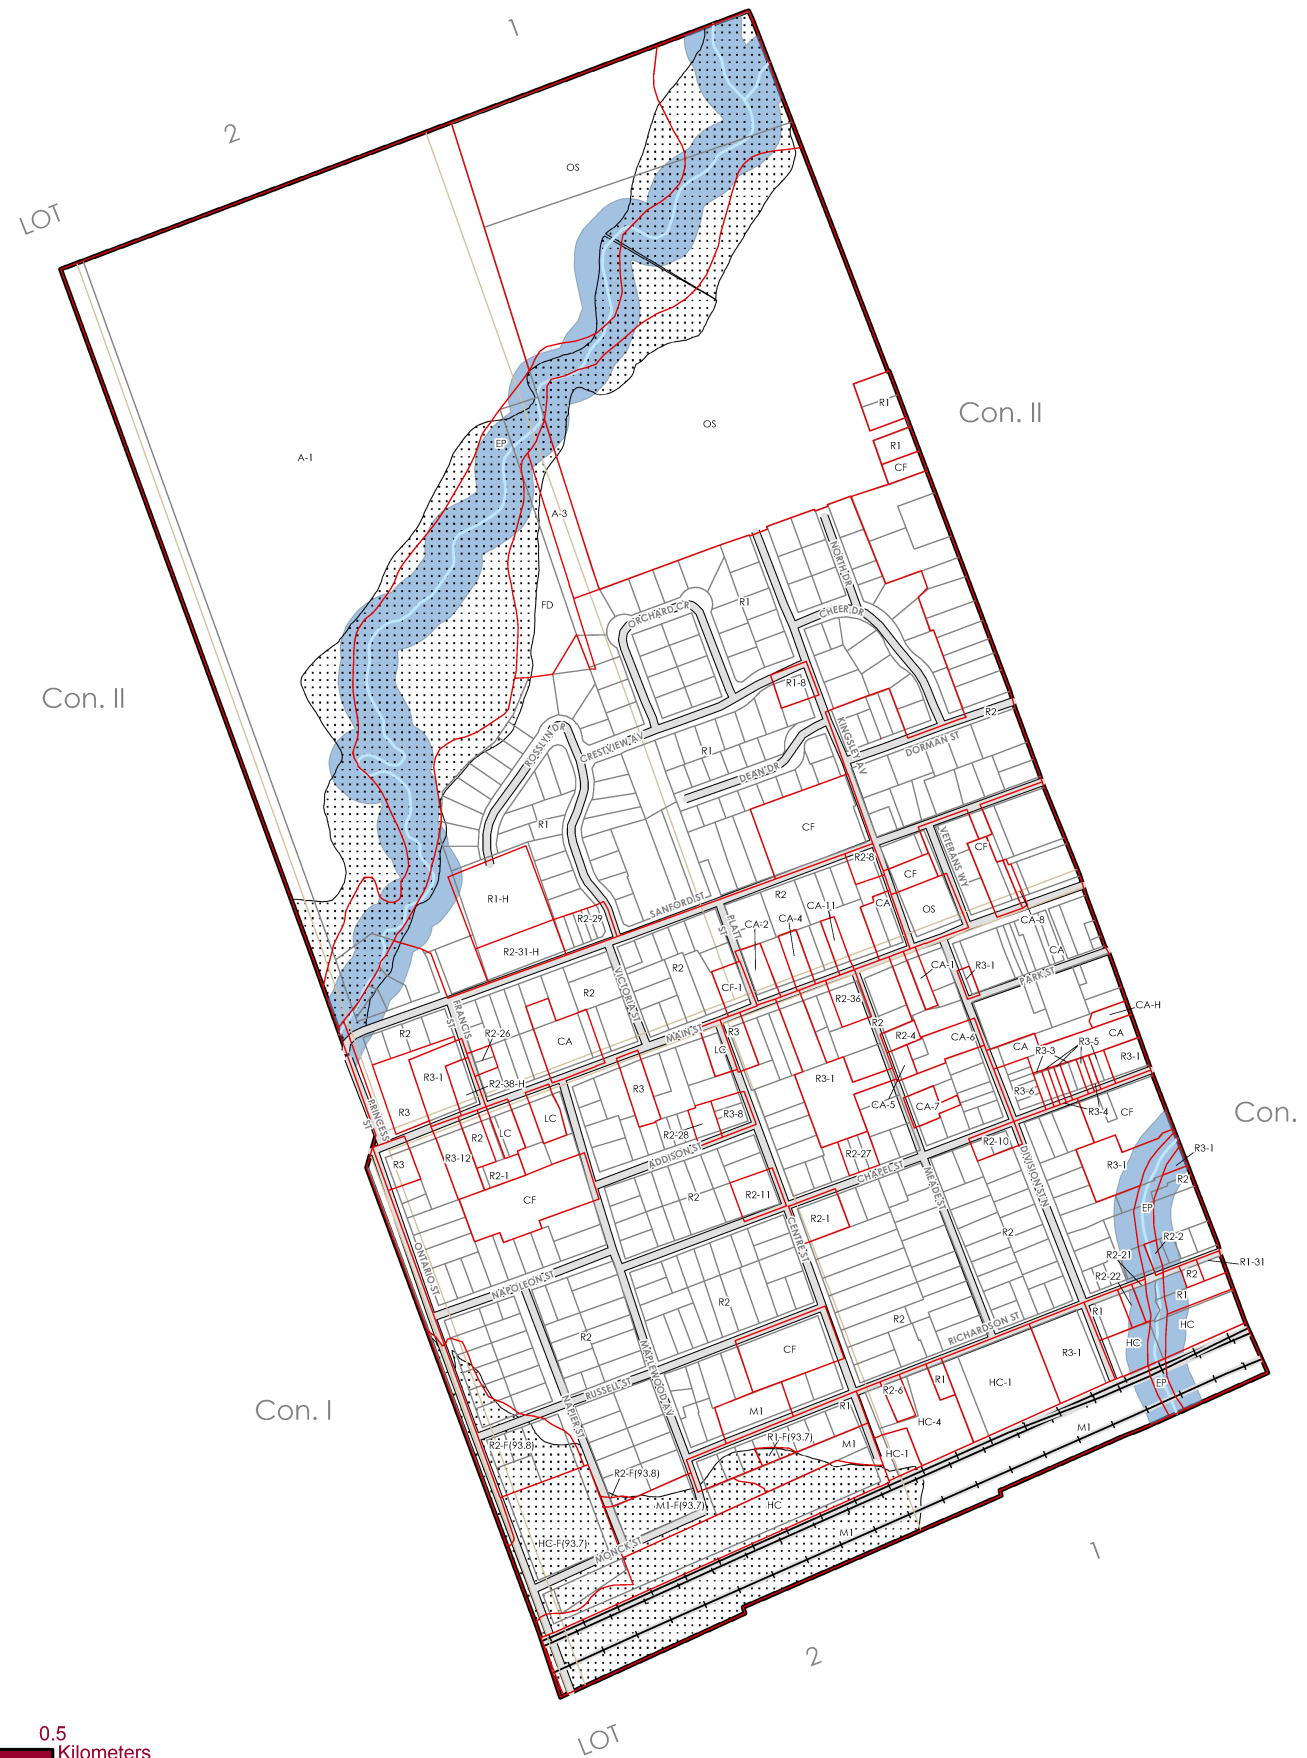 1
2
LOT
OS
Con. II
R1
R1
CF
OS
EP
A-1
A-3
NORTH DR
FD
R1
ORCHARD CR
CHEER DR
Con. II
R1-8
R2
KINGSLEY AV
DORMAN ST
ROSSLYN DR
CRESTVIEW AV
R1
DEAN DR
R1
CF
VETERANS WY
CF
R2-8
CF
R1-H
R2
SANFORD ST
CA
OS
R2-29
PLATT ST
CA-2
CA-4
CA-11
CA-8
R2-31-H
CA
R2
CA-1
R3-1
PARK ST
VICTORIA ST
CF-1
R2
R2-36
CA-H
FRANCIS ST
R2
R2-26
MAIN ST
R3
R2
R2-4
CA-6
CA
CA
CA
LC
R3-3
R3-5
R3-1
R3-1
R2-38-H
R3
R3-1
CA-5
CA-7
R3-6
R3-4
CF
R3
PRINCESS ST
LC
LC
R3-8
R2-28
R2
R3-12
R3
R2-1
ADDISON ST
R2-27
CHAPEL ST
R2-10
DIVISION ST N
R3-1
R3-1
R2
Con.
CF
R2
R2-11
R2-1
MEADE ST
EP
CENTRE ST
R2
R2-2
ONTARIO ST
NAPOLEON ST
R2-21
R1-31
R2-22
R2
R1
R2
R2
R2
RICHARDSON ST
R1
HC
HC
MAPLEWOOD AV
CF
R3-1
EP
RUSSELL ST
R2-6
R1
HC-1
Con. I
NAPIER ST
M1
R1
HC-4
M1
R2-F(93.8)
R1-F(93.7)
M1
HC-1
R2-F(93.8)
M1-F(93.7)
HC
M1
HC-F(93.7)
MONCK ST
1
2
LOT
0.5
Kilometers